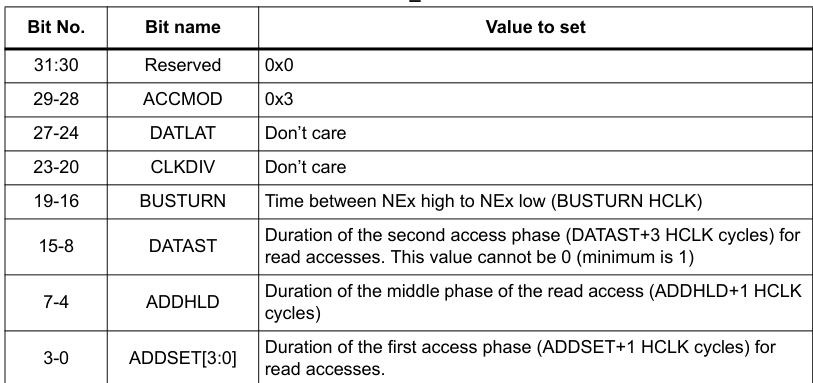 Bit No. Bit name Value to set
31:30 Reserved 0x0
29-28 ACCMOD 0x3
27-24 DATLAT Don’t care
23-20 CLKDIV Don’t care
19-16 BUSTURN Time between NEx high to NEx low (BUSTURN HCLK)
15-8 DATAST Duration of the second access phase (DATAST+3 HCLK cycles) for
read accesses. This value cannot be 0 (minimum is 1)
7-4 ADDHLD Duration of the middle phase of the read access (ADDHLD+1 HCLK
cycles)
3-0 ADDSET[3:0] Duration of the first access phase (ADDSET+1 HCLK cycles) for
read accesses.